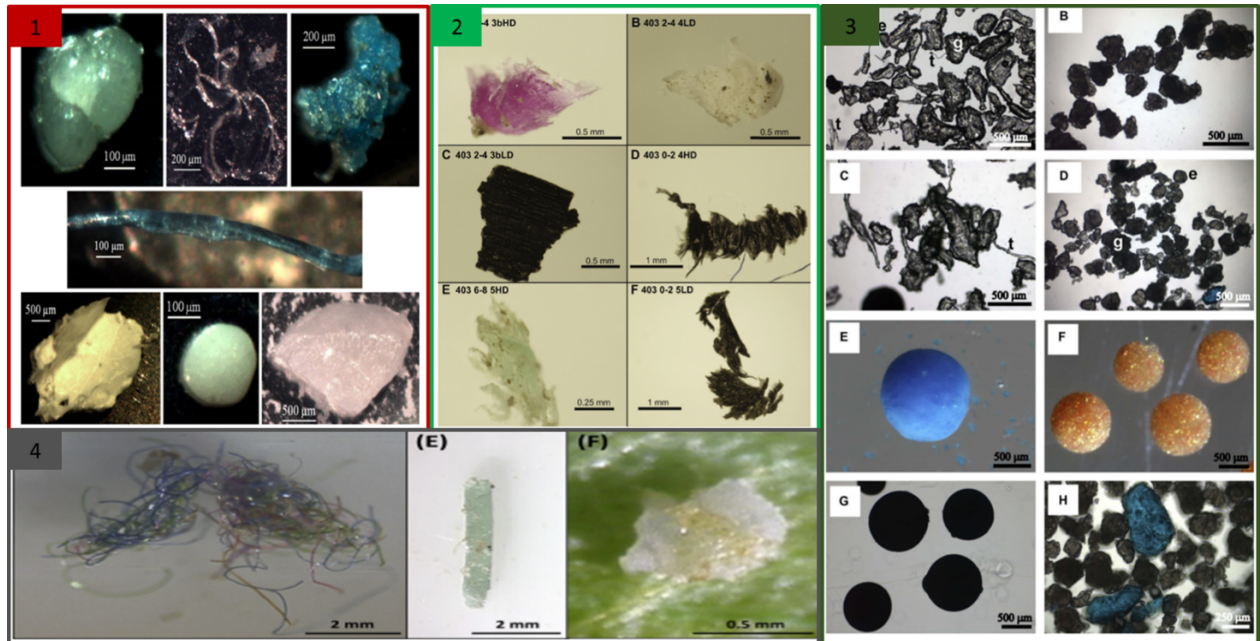 1
100 µm
200 µm
200 µm
100 µm
500 µm
100 µm
500 µm
2
-4 3bHD
0.5 mm
B 403 2-4 4LD
0.5 mm
C 403 2-4 3bLD
0.5 mm
D 403 0-2 4HD
1 mm
E 403 6-8 5HD
0.25 mm
F 403 0-2 5LD
1 mm
3
e
g
t
t
500 µm
B
500 µm
C
t
500 µm
D
e
g
500 µm
E
500 µm
F
500 µm
G
500 µm
H
250 µm
4
2 mm
(E)
2 mm
(F)
0.5 mm